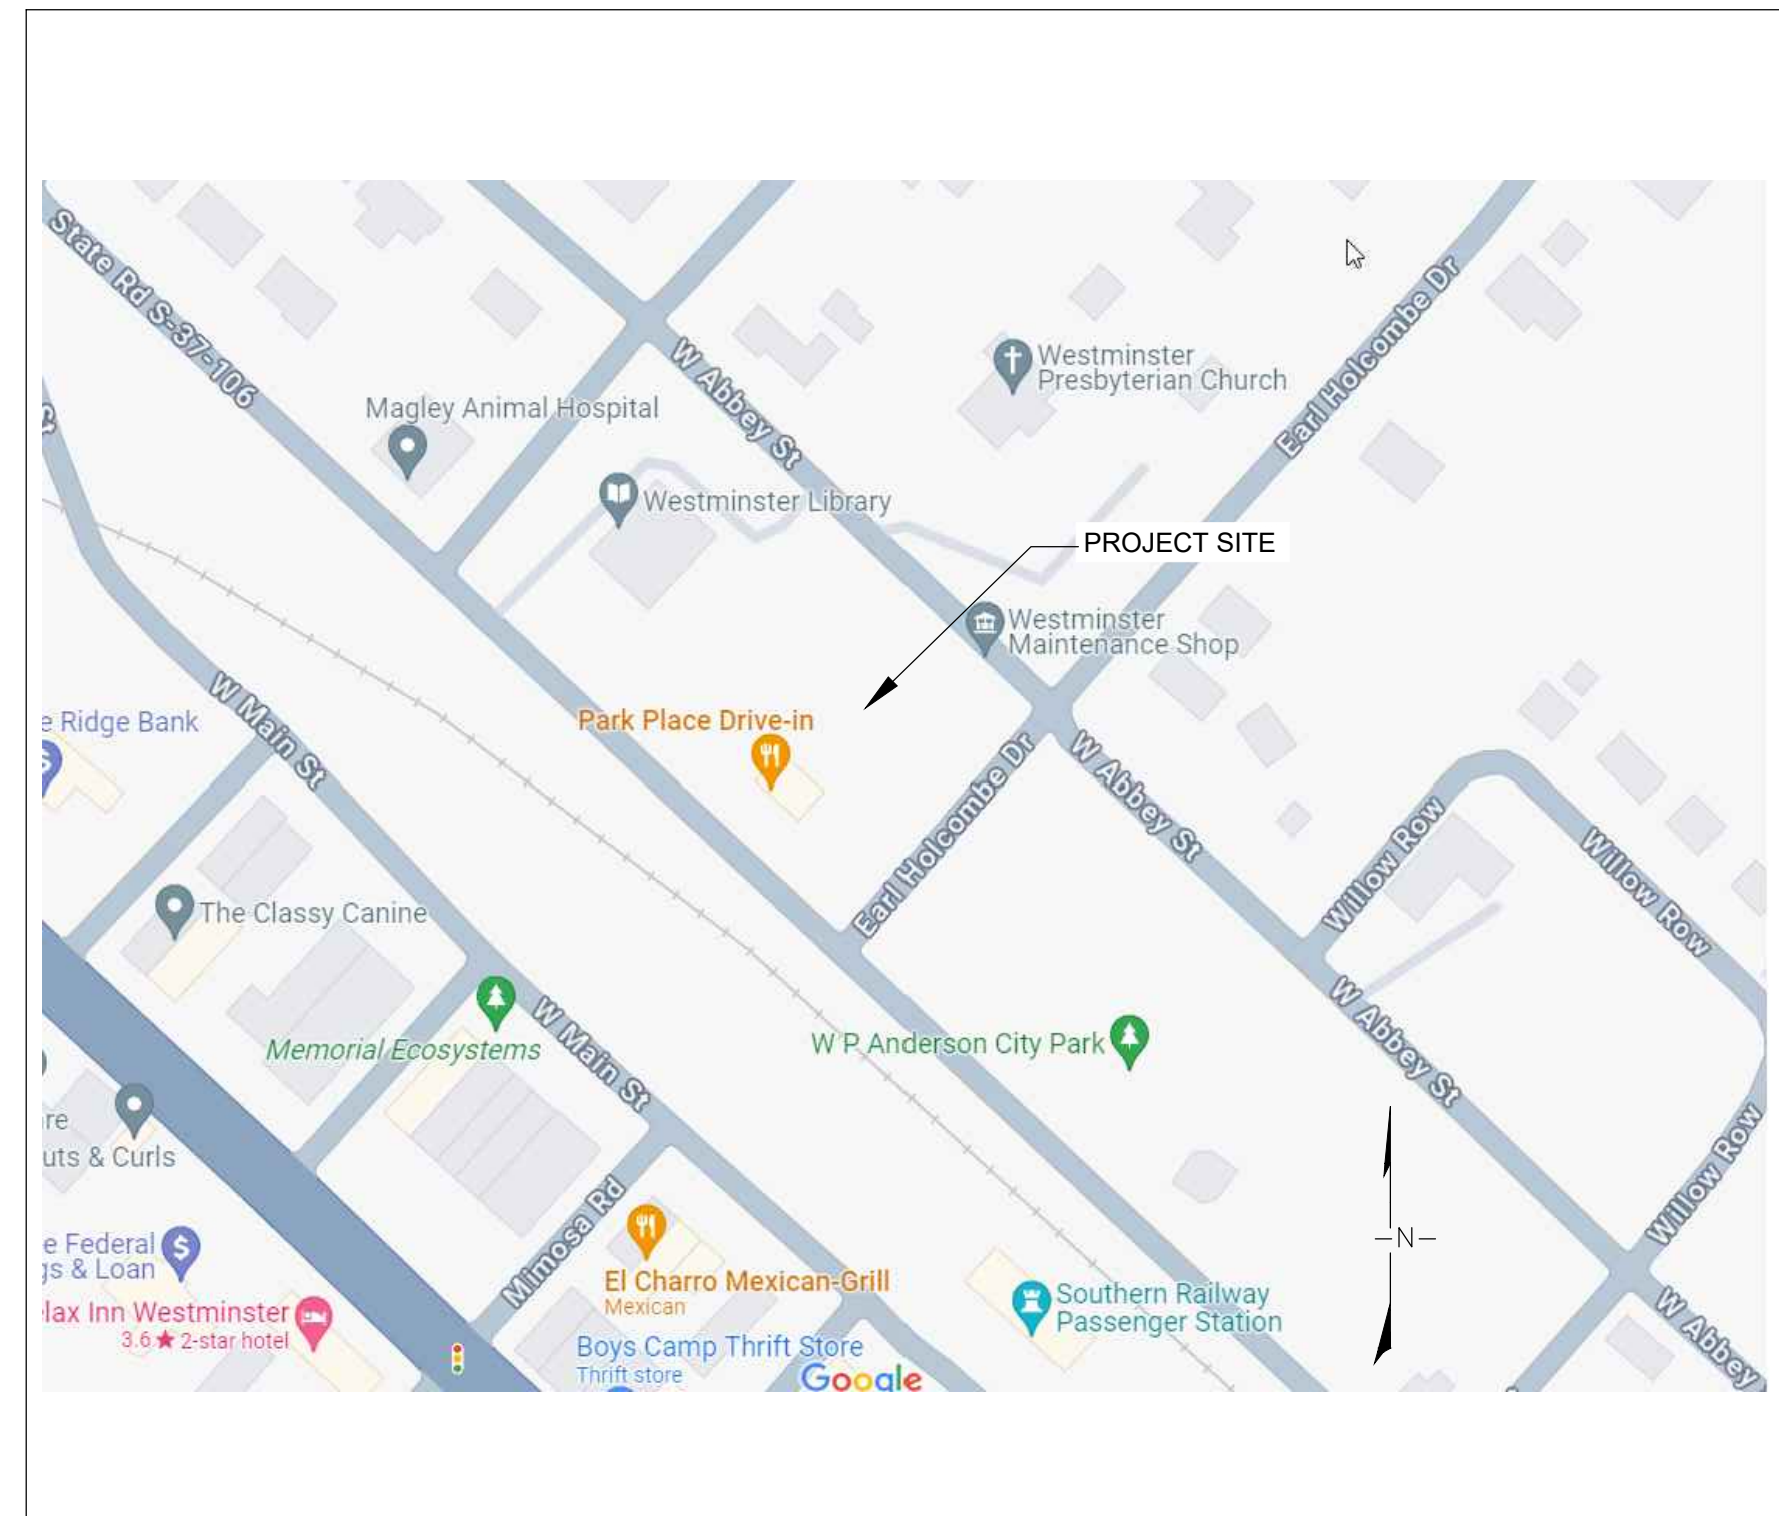 State Rd S-37-106
W Abbey St
Westminster
Presbyterian Church
Earl Holcombe Dr
Magley Animal Hospital
Westminster Library
PROJECT SITE
Westminster
Maintenance Shop
W Main St
e Ridge Bank
Park Place Drive-in
Earl Holcombe Dr
W Abbey St
Willow Row
Willow Row
The Classy Canine
W Main St
Memorial Ecosystems
W P Anderson City Park
W Abbey St
re
uts & Curls
Willow Row
Mimosa Rd
N
e Federal
gs & Loan
El Charro Mexican-Grill
Mexican
Southern Railway
Passenger Station
elax Inn Westminster
3.6 ★ 2-star hotel
W Abbey
Boys Camp Thrift Store
Thrift store
Google